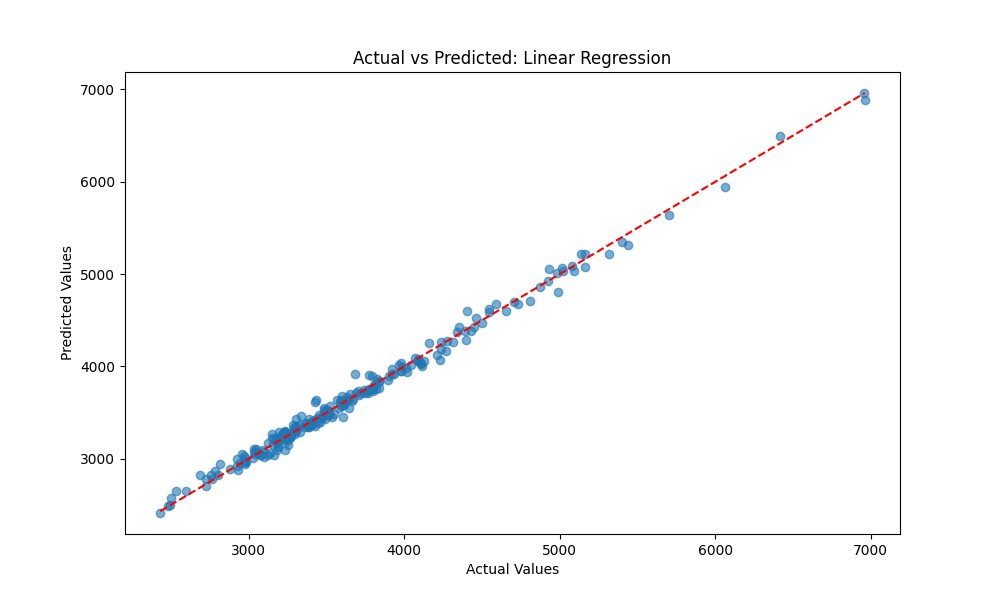 Actual vs Predicted: Linear Regression
7000
6000
5000
4000
3000
Predicted Values
3000 4000 5000 6000 7000
Actual Values